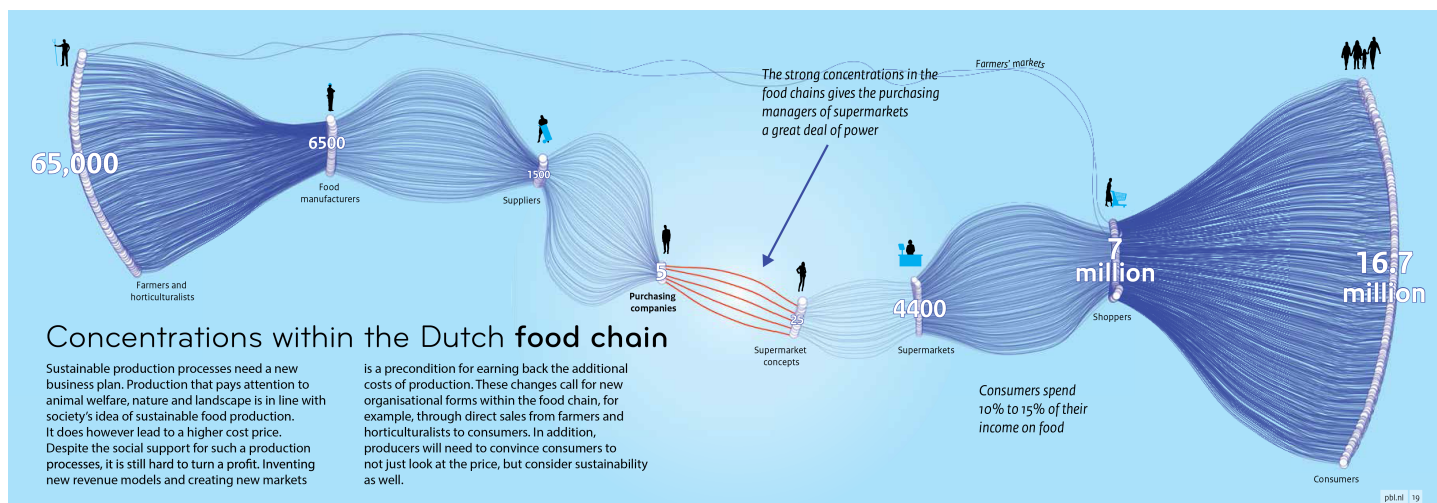 Farmers' markets
The strong concentrations in the
food chains gives the purchasing
managers of supermarkets
a great deal of power
65,000
Farmers and
horticulturalists
6500
Food
manufacturers
1500
Suppliers
5
Purchasing
companies
25
Supermarket
concepts
4400
Supermarkets
7
million
Shoppers
16.7
million
Consumers
Consumers spend
10% to 15% of their
income on food
Concentrations within the Dutch food chain
Sustainable production processes need a new
business plan. Production that pays attention to
animal welfare, nature and landscape is in line with
society's idea of sustainable food production.
It does however lead to a higher cost price.
Despite the social support for such a production
processes, it is still hard to turn a profit. Inventing
new revenue models and creating new markets
is a precondition for earning back the additional
costs of production. These changes call for new
organisational forms within the food chain, for
example, through direct sales from farmers and
horticulturalists to consumers. In addition,
producers will need to convince consumers to
not just look at the price, but consider sustainability
as well.
pbl.nl 19